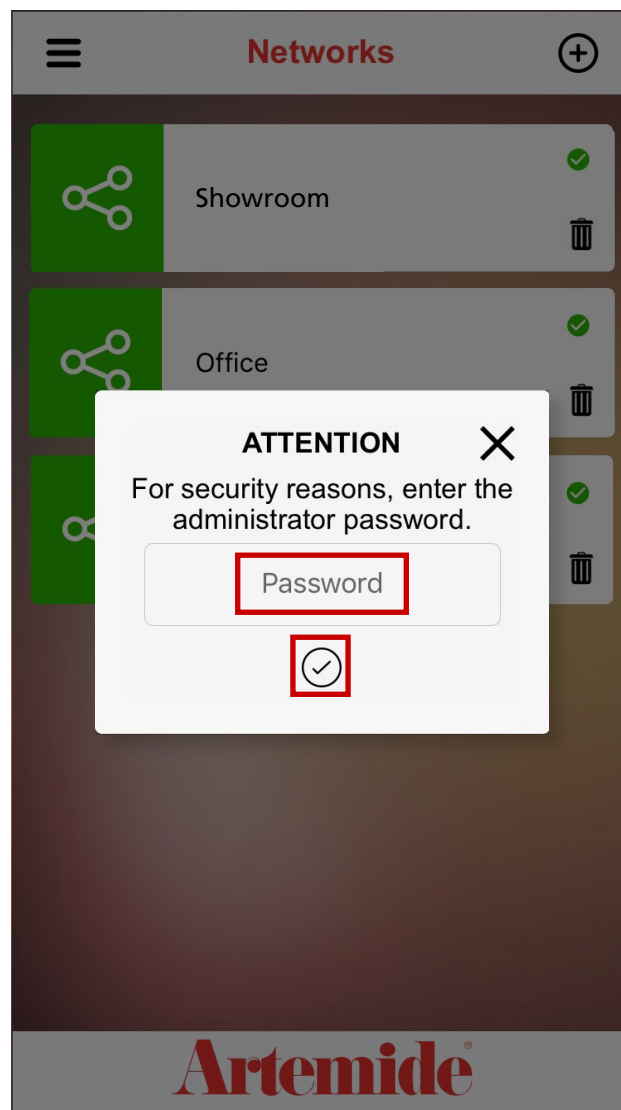 Networks
Showroom
Office
ATTENTION
For security reasons, enter the
administrator password.
Password
Artemide®